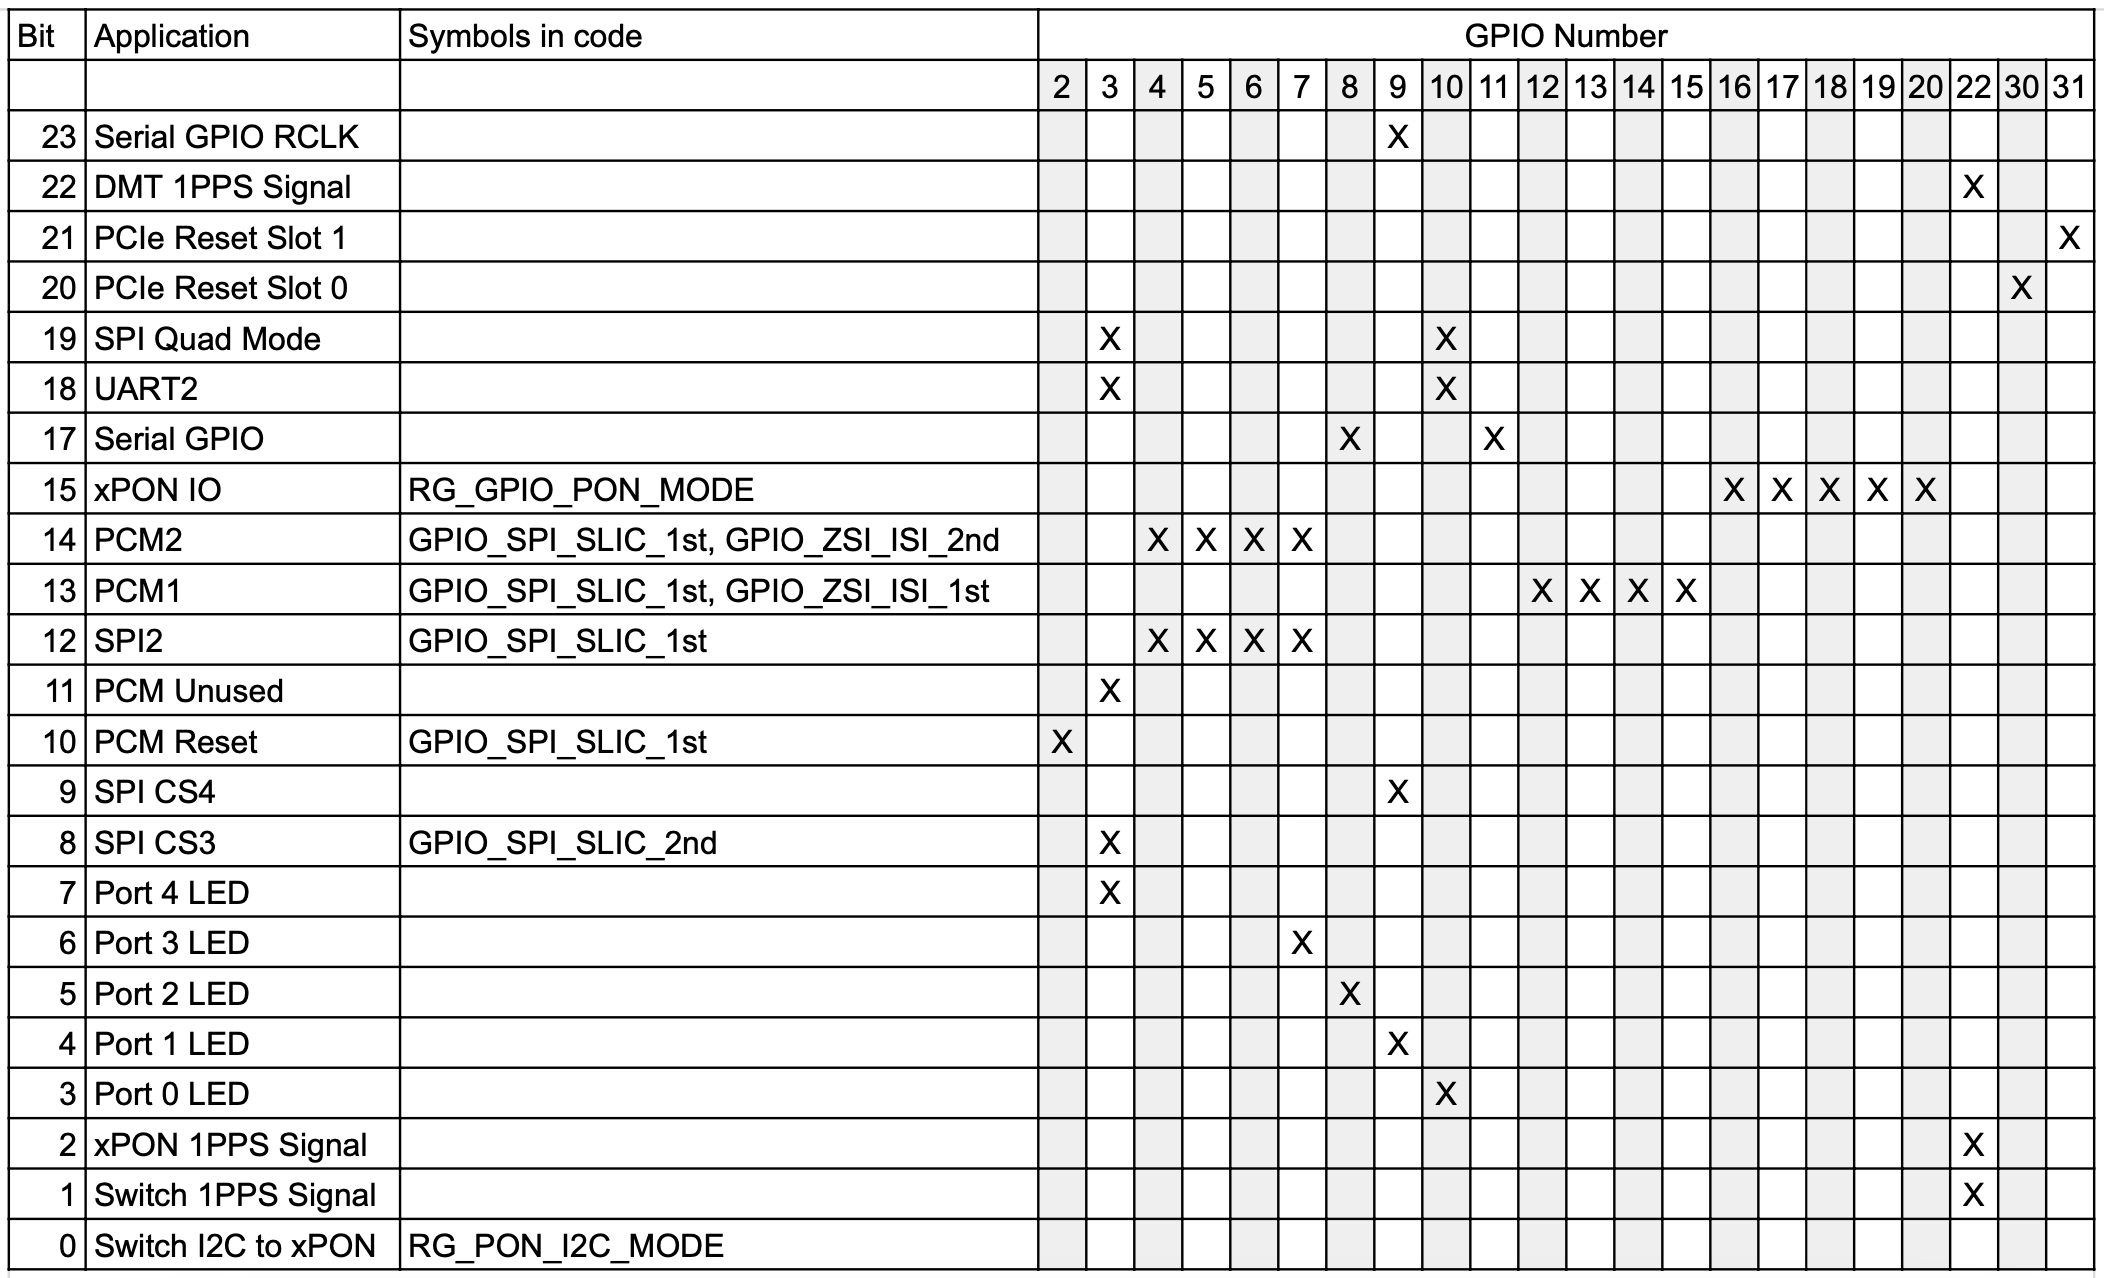 Bit Application Symbols in code GPIO Number
2 3 4 5 6 7 8 9 10 11 12 13 14 15 16 17 18 19 20 22 30 31
23 Serial GPIO RCLK X
22 DMT 1PPS Signal X
21 PCIe Reset Slot 1 X
20 PCIe Reset Slot 0 X
19 SPI Quad Mode X X
18 UART2 X X
17 Serial GPIO X X
15 xPON IO RG_GPIO_PON_MODE X X X X X
14 PCM2 GPIO_SPI_SLIC_1st, GPIO_ZSI_ISI_2nd X X X X
13 PCM1 GPIO_SPI_SLIC_1st, GPIO_ZSI_ISI_1st X X X X
12 SPI2 GPIO_SPI_SLIC_1st X X X X
11 PCM Unused X
10 PCM Reset GPIO_SPI_SLIC_1st X
9 SPI CS4 X
8 SPI CS3 GPIO_SPI_SLIC_2nd X
7 Port 4 LED X
6 Port 3 LED X
5 Port 2 LED X
4 Port 1 LED X
3 Port 0 LED X
2 xPON 1PPS Signal X
1 Switch 1PPS Signal X
0 Switch I2C to xPON RG_PON_I2C_MODE